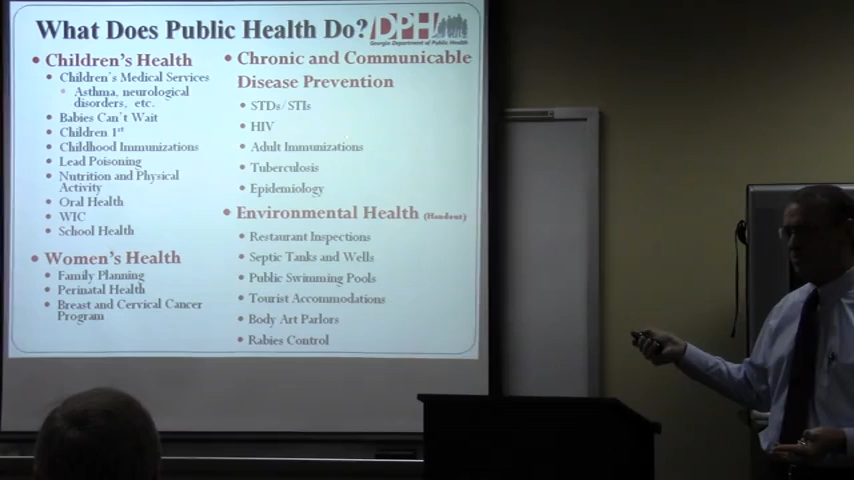 What Does Public Health Do?
DPH
Georgia Department of Public Health
• Children's Health
• Children's Medical Services
• Asthma, neurological
disorders, etc.
• Babies Can't Wait
• Children 1st
• Childhood Immunizations
• Lead Poisoning
• Nutrition and Physical
Activity
• Oral Health
• WIC
• School Health
• Women's Health
• Family Planning
• Perinatal Health
• Breast and Cervical Cancer
Program
• Chronic and Communicable
Disease Prevention
• STDs/STIs
• HIV
• Adult Immunizations
• Tuberculosis
• Epidemiology
• Environmental Health (Handout)
• Restaurant Inspections
• Septic Tanks and Wells
• Public Swimming Pools
• Tourist Accommodations
• Body Art Parlors
• Rabies Control